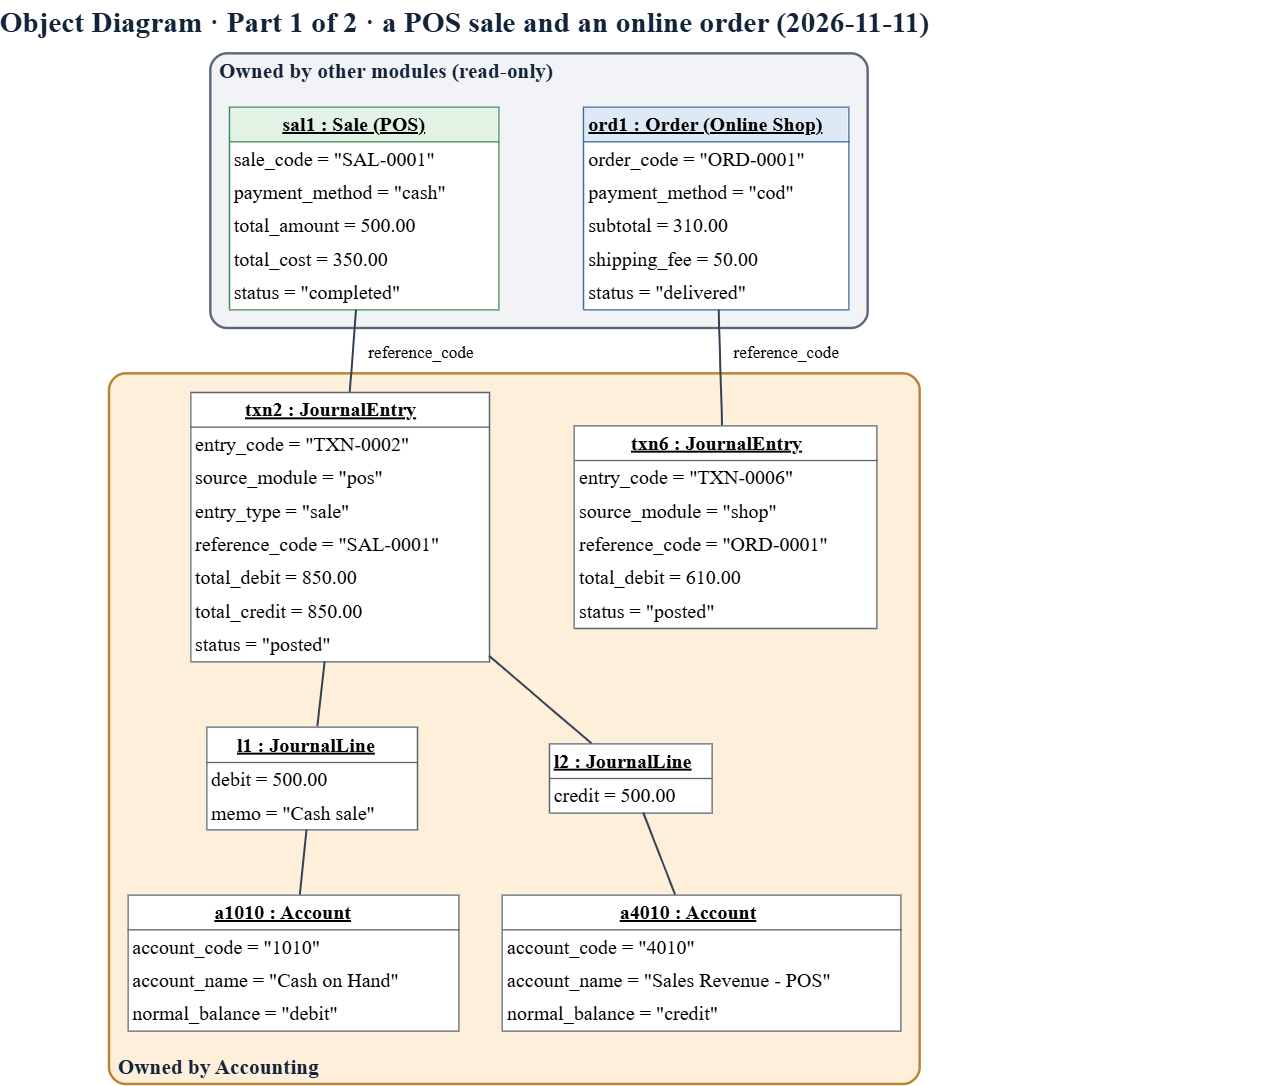 Object Diagram · Part 1 of 2 · a POS sale and an online order (2026-11-11)
Owned by other modules (read-only)
sal1 : Sale (POS)
sale_code = "SAL-0001"
payment_method = "cash"
total_amount = 500.00
total_cost = 350.00
status = "completed"
ord1 : Order (Online Shop)
order_code = "ORD-0001"
payment_method = "cod"
subtotal = 310.00
shipping_fee = 50.00
status = "delivered"
reference_code
reference_code
txn2 : JournalEntry
entry_code = "TXN-0002"
source_module = "pos"
entry_type = "sale"
reference_code = "SAL-0001"
total_debit = 850.00
total_credit = 850.00
status = "posted"
txn6 : JournalEntry
entry_code = "TXN-0006"
source_module = "shop"
reference_code = "ORD-0001"
total_debit = 610.00
status = "posted"
l1 : JournalLine
debit = 500.00
memo = "Cash sale"
l2 : JournalLine
credit = 500.00
a1010 : Account
account_code = "1010"
account_name = "Cash on Hand"
normal_balance = "debit"
a4010 : Account
account_code = "4010"
account_name = "Sales Revenue - POS"
normal_balance = "credit"
Owned by Accounting